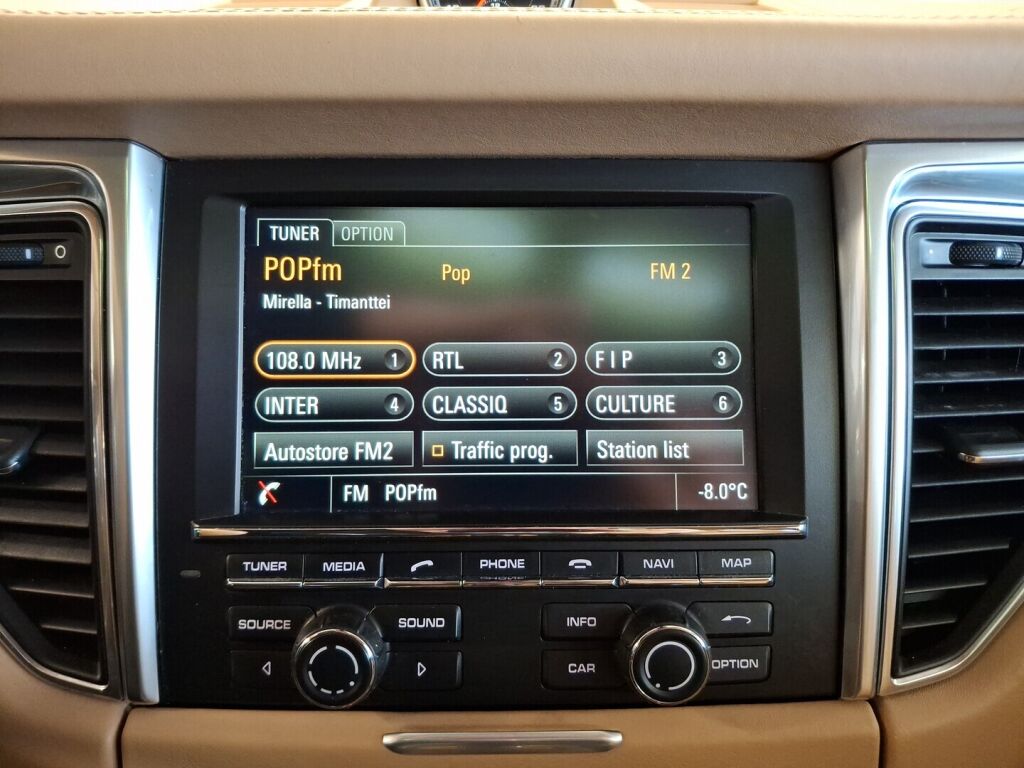 TUNER OPTION
POPfm Pop FM 2
Mirella - Timanttei
108.0 MHz 1 RTL 2 F I P 3
INTER 4 CLASSIQ 5 CULTURE 6
Autostore FM2 Traffic prog. Station list
FM POPfm -8.0°C
TUNER MEDIA PHONE NAVI MAP
SOURCE SOUND INFO
CAR OPTION